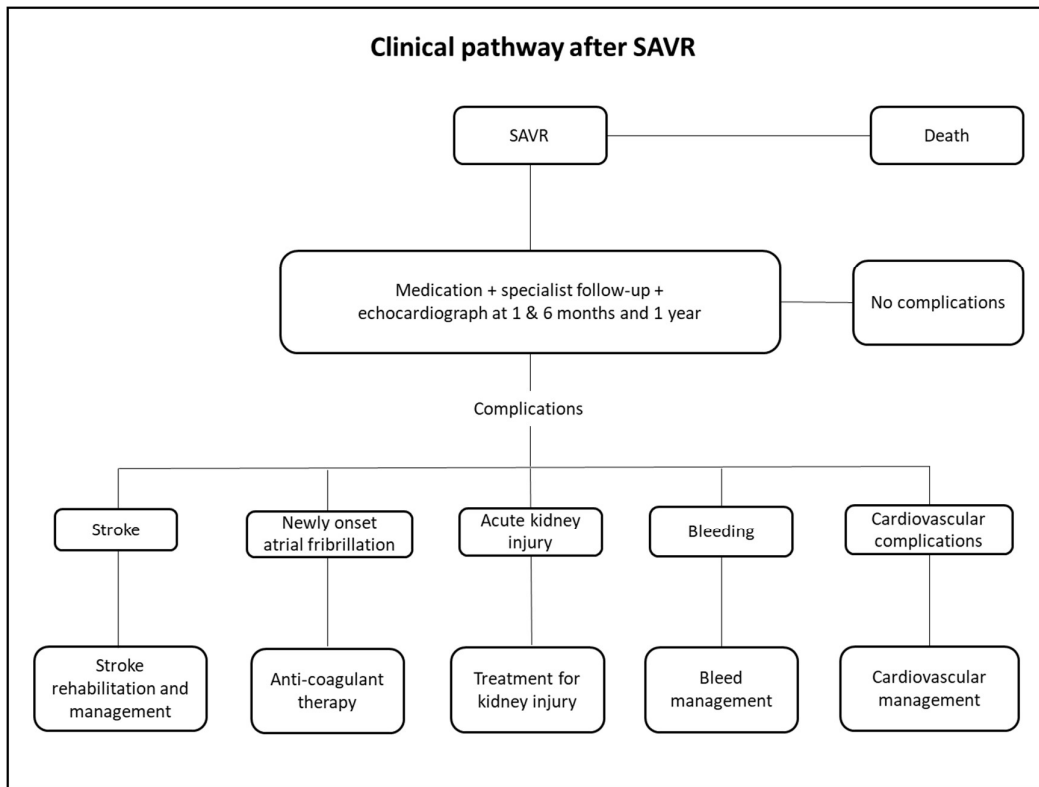 Clinical pathway after SAVR
SAVR
Death
Medication + specialist follow-up +
echocardiograph at 1 & 6 months and 1 year
No complications
Complications
Stroke
Newly onset
atrial fribrillation
Acute kidney
injury
Bleeding
Cardiovascular
complications
Stroke
rehabilitation and
management
Anti-coagulant
therapy
Treatment for
kidney injury
Bleed
management
Cardiovascular
management